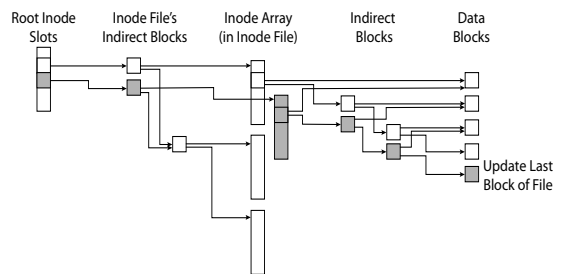 Root Inode
Slots
Inode File's
Indirect Blocks
Inode Array
(in Inode File)
Indirect
Blocks
Data
Blocks
Update Last
Block of File